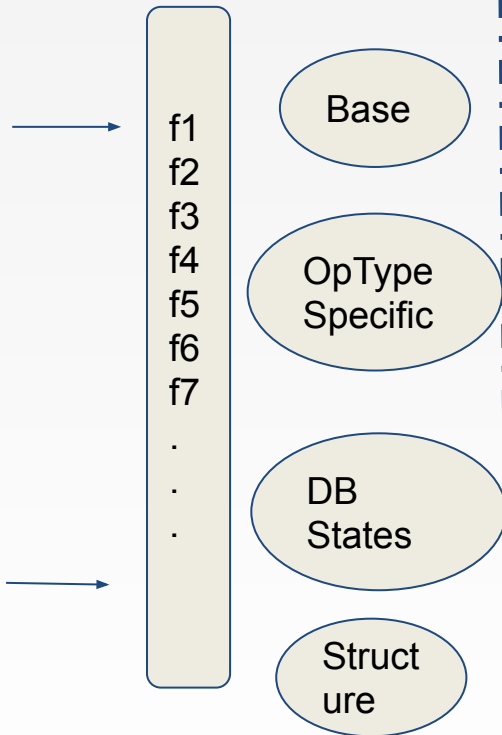 f1
f2
f3
f4
f5
f6
f7
.
.
.
Base
OpType
Specific
DB
States
Struct
ure